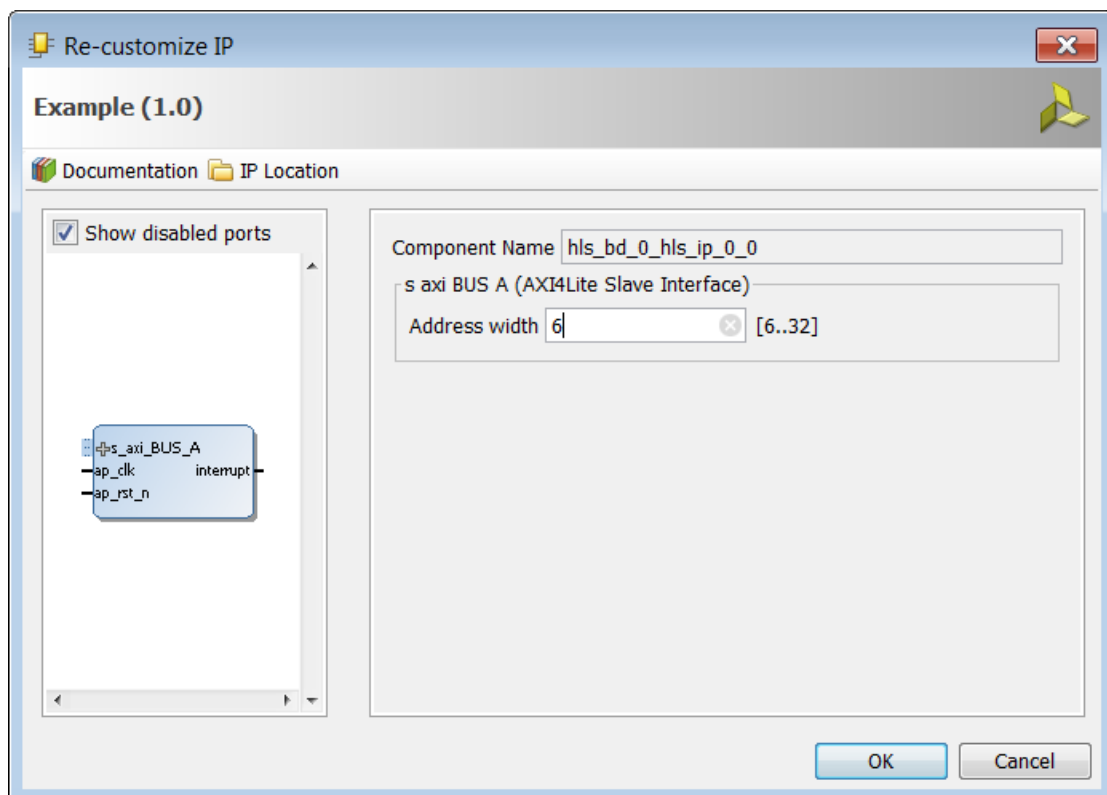 Re-customize IP
Example (1.0)
Documentation IP Location
Show disabled ports
s_axi_BUS_A
ap_clk interrupt
ap_rst_n
Component Name hls_bd_0_hls_ip_0_0
s axi BUS A (AXI4Lite Slave Interface)
Address width 6 [6..32]
OK Cancel